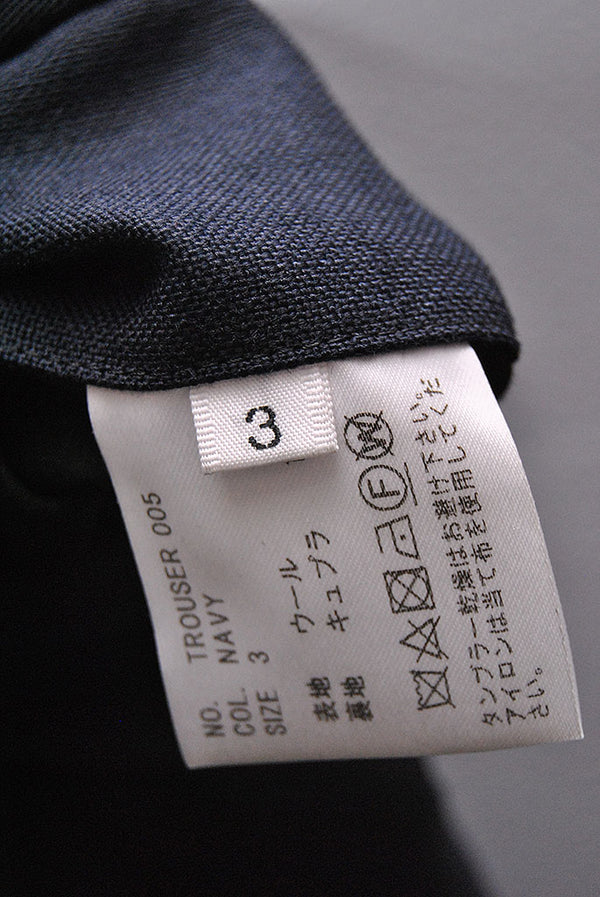 3
NO. TROUSER 005
COL. NAVY
SIZE 3
表地 ウール
裏地 キュプラ
W
F
タンブラー乾燥はお避け下さい。
アイロンは当て布を使用してくだ
さい。